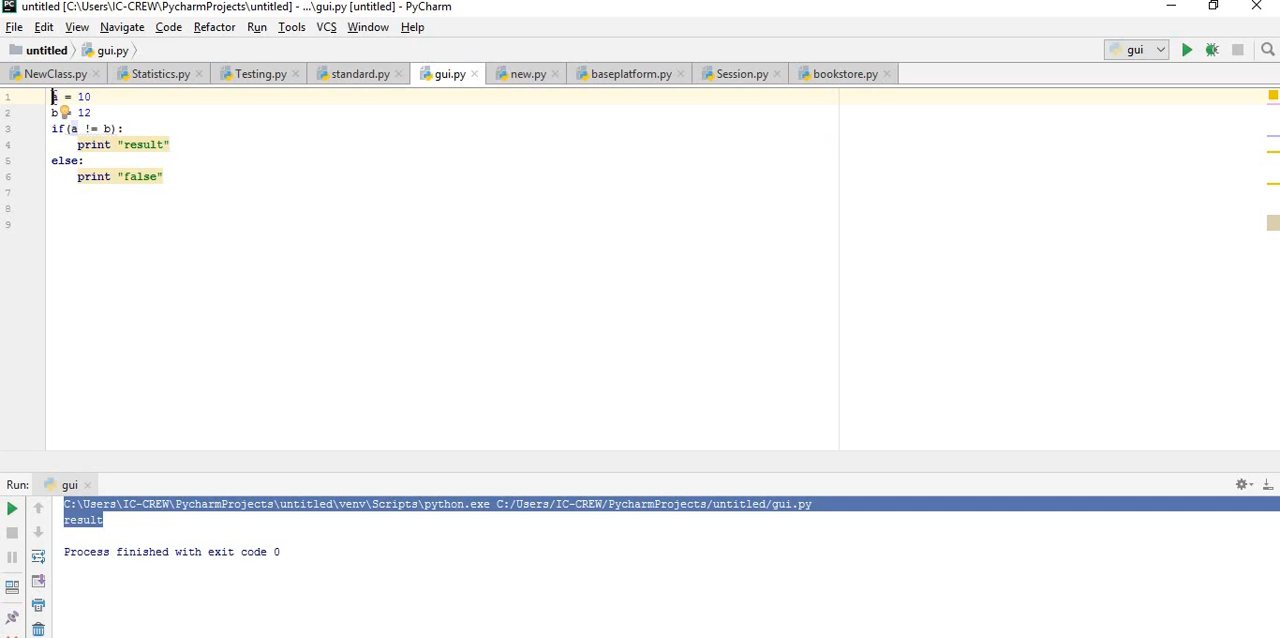 PC untitled [C:\Users\IC-CREW\PycharmProjects\untitled] - ...\gui.py [untitled] - PyCharm
File Edit View Navigate Code Refactor Run Tools VCS Window Help
untitled gui.py gui
NewClass.py Statistics.py Testing.py standard.py gui.py new.py baseplatform.py Session.py bookstore.py
1 a = 10
2 b = 12
3 if(a != b):
4 print "result"
5 else:
6 print "false"
7
8
9
Run: gui
C:\Users\IC-CREW\PycharmProjects\untitled\venv\Scripts\python.exe C:/Users/IC-CREW/PycharmProjects/untitled/gui.py
result
Process finished with exit code 0